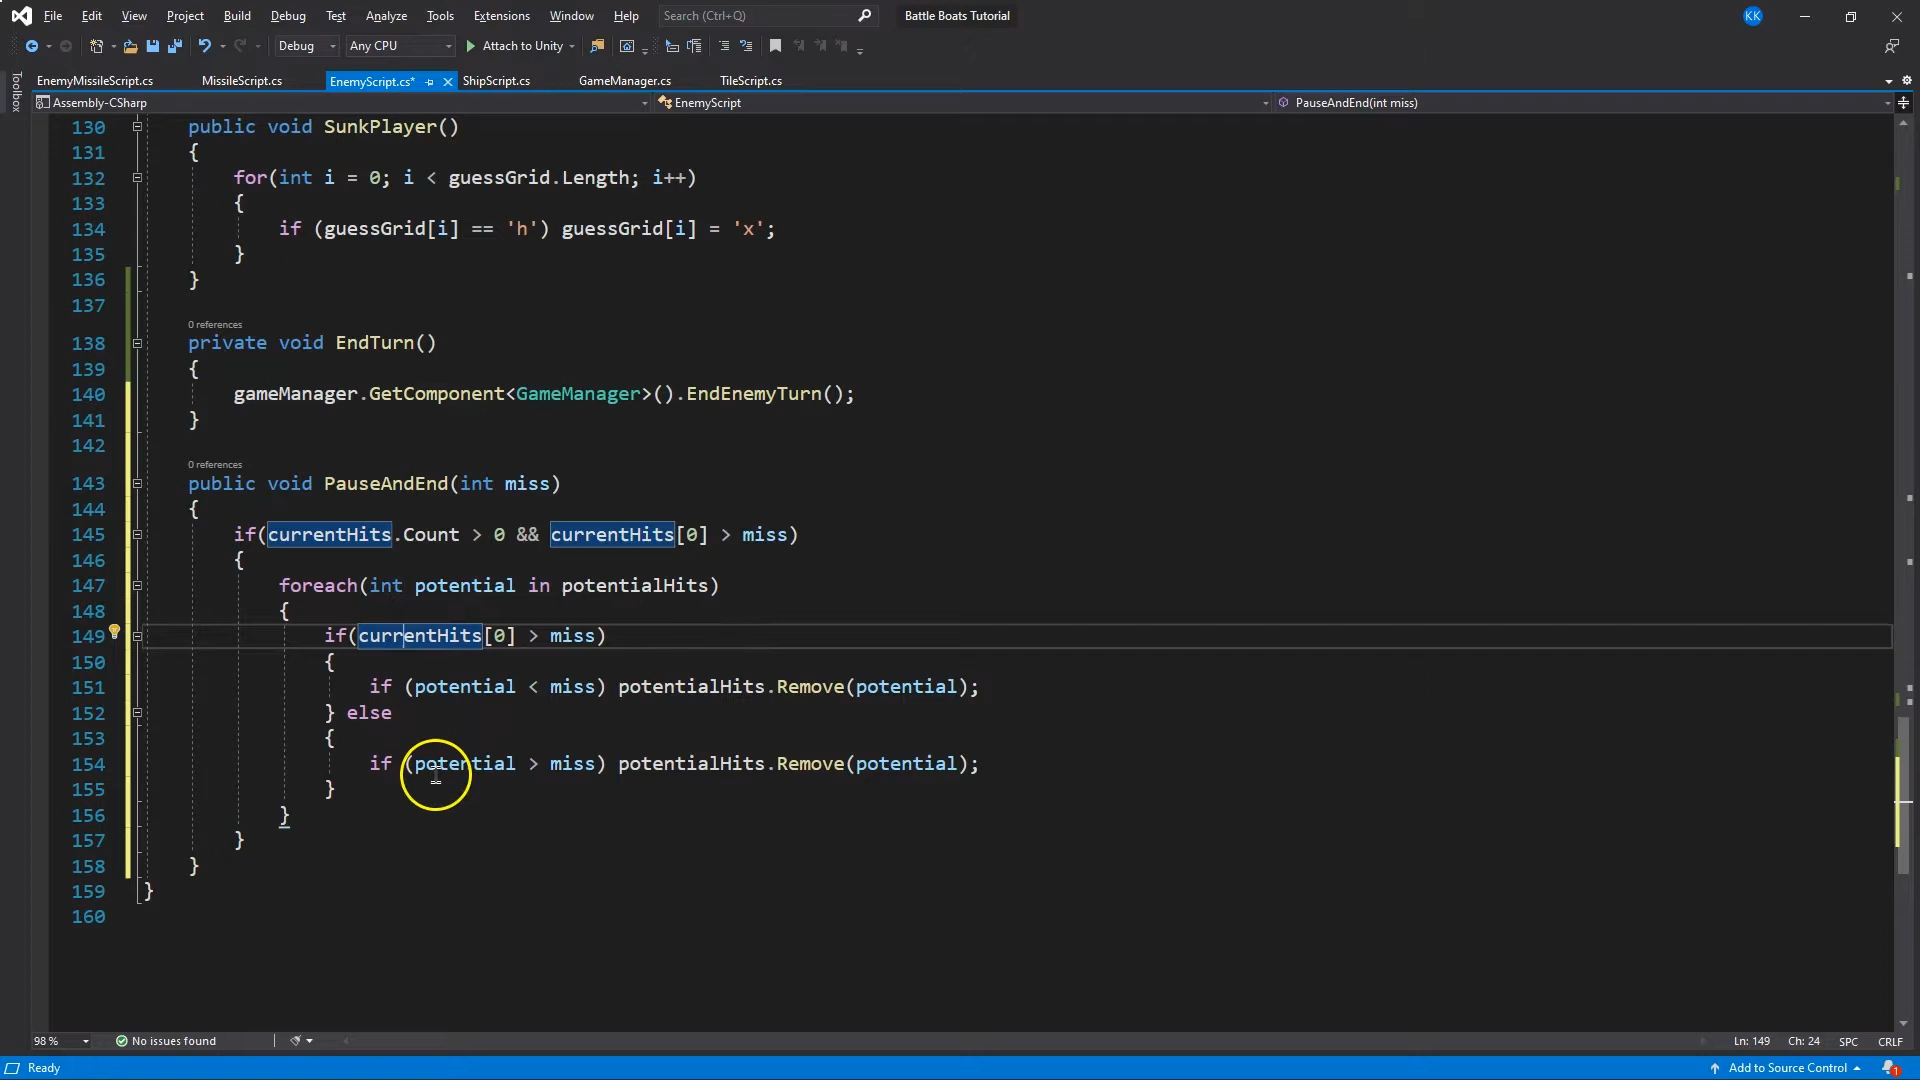 File Edit View Project Build Debug Test Analyze Tools Extensions Window Help Search (Ctrl+Q) Battle Boats Tutorial KK
Debug Any CPU Attach to Unity
EnemyMissileScript.cs MissileScript.cs EnemyScript.cs* ShipScript.cs GameManager.cs TileScript.cs
Toolbox
Assembly-CSharp EnemyScript PauseAndEnd(int miss)
130 public void SunkPlayer()
131 {
132 for(int i = 0; i < guessGrid.Length; i++)
133 {
134 if (guessGrid[i] == 'h') guessGrid[i] = 'x';
135 }
136 }
137
0 references
138 private void EndTurn()
139 {
140 gameManager.GetComponent<GameManager>().EndEnemyTurn();
141 }
142
0 references
143 public void PauseAndEnd(int miss)
144 {
145 if(currentHits.Count > 0 && currentHits[0] > miss)
146 {
147 foreach(int potential in potentialHits)
148 {
149 if(currentHits[0] > miss)
150 {
151 if (potential < miss) potentialHits.Remove(potential);
152 } else
153 {
154 if (potential > miss) potentialHits.Remove(potential);
155 }
156 }
157 }
158 }
159 }
160
98 % No issues found Ln: 149 Ch: 24 SPC CRLF
Ready Add to Source Control 1